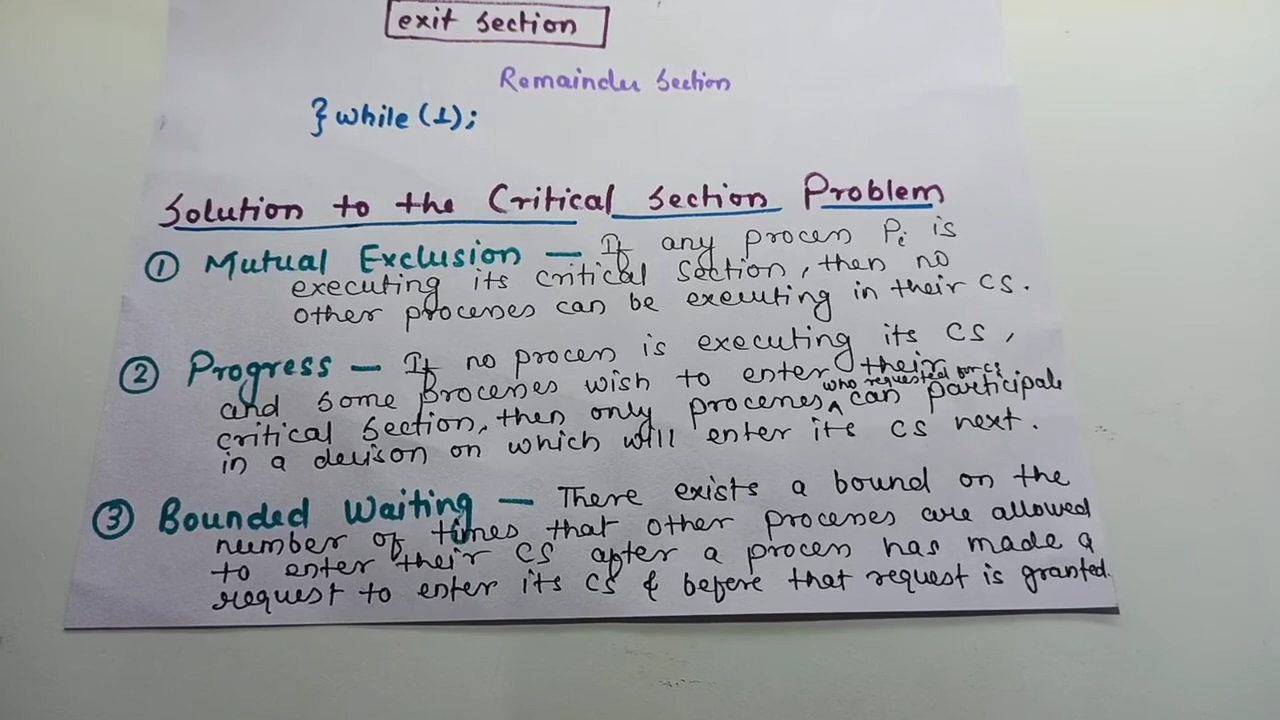 exit section
Remainder section
} while (1);
Solution to the Critical Section Problem
① Mutual Exclusion — If any process Pi is
executing its critical section, then no
other processes can be executing in their CS.
② Progress — If no process is executing its CS,
and some processes wish to enter their
who requested for CS
critical section, then only processes ^ can participate
in a decison on which will enter its CS next.
③ Bounded Waiting — There exists a bound on the
number of times that other processes are allowed
to enter their CS after a process has made a
request to enter its CS & before that request is granted.